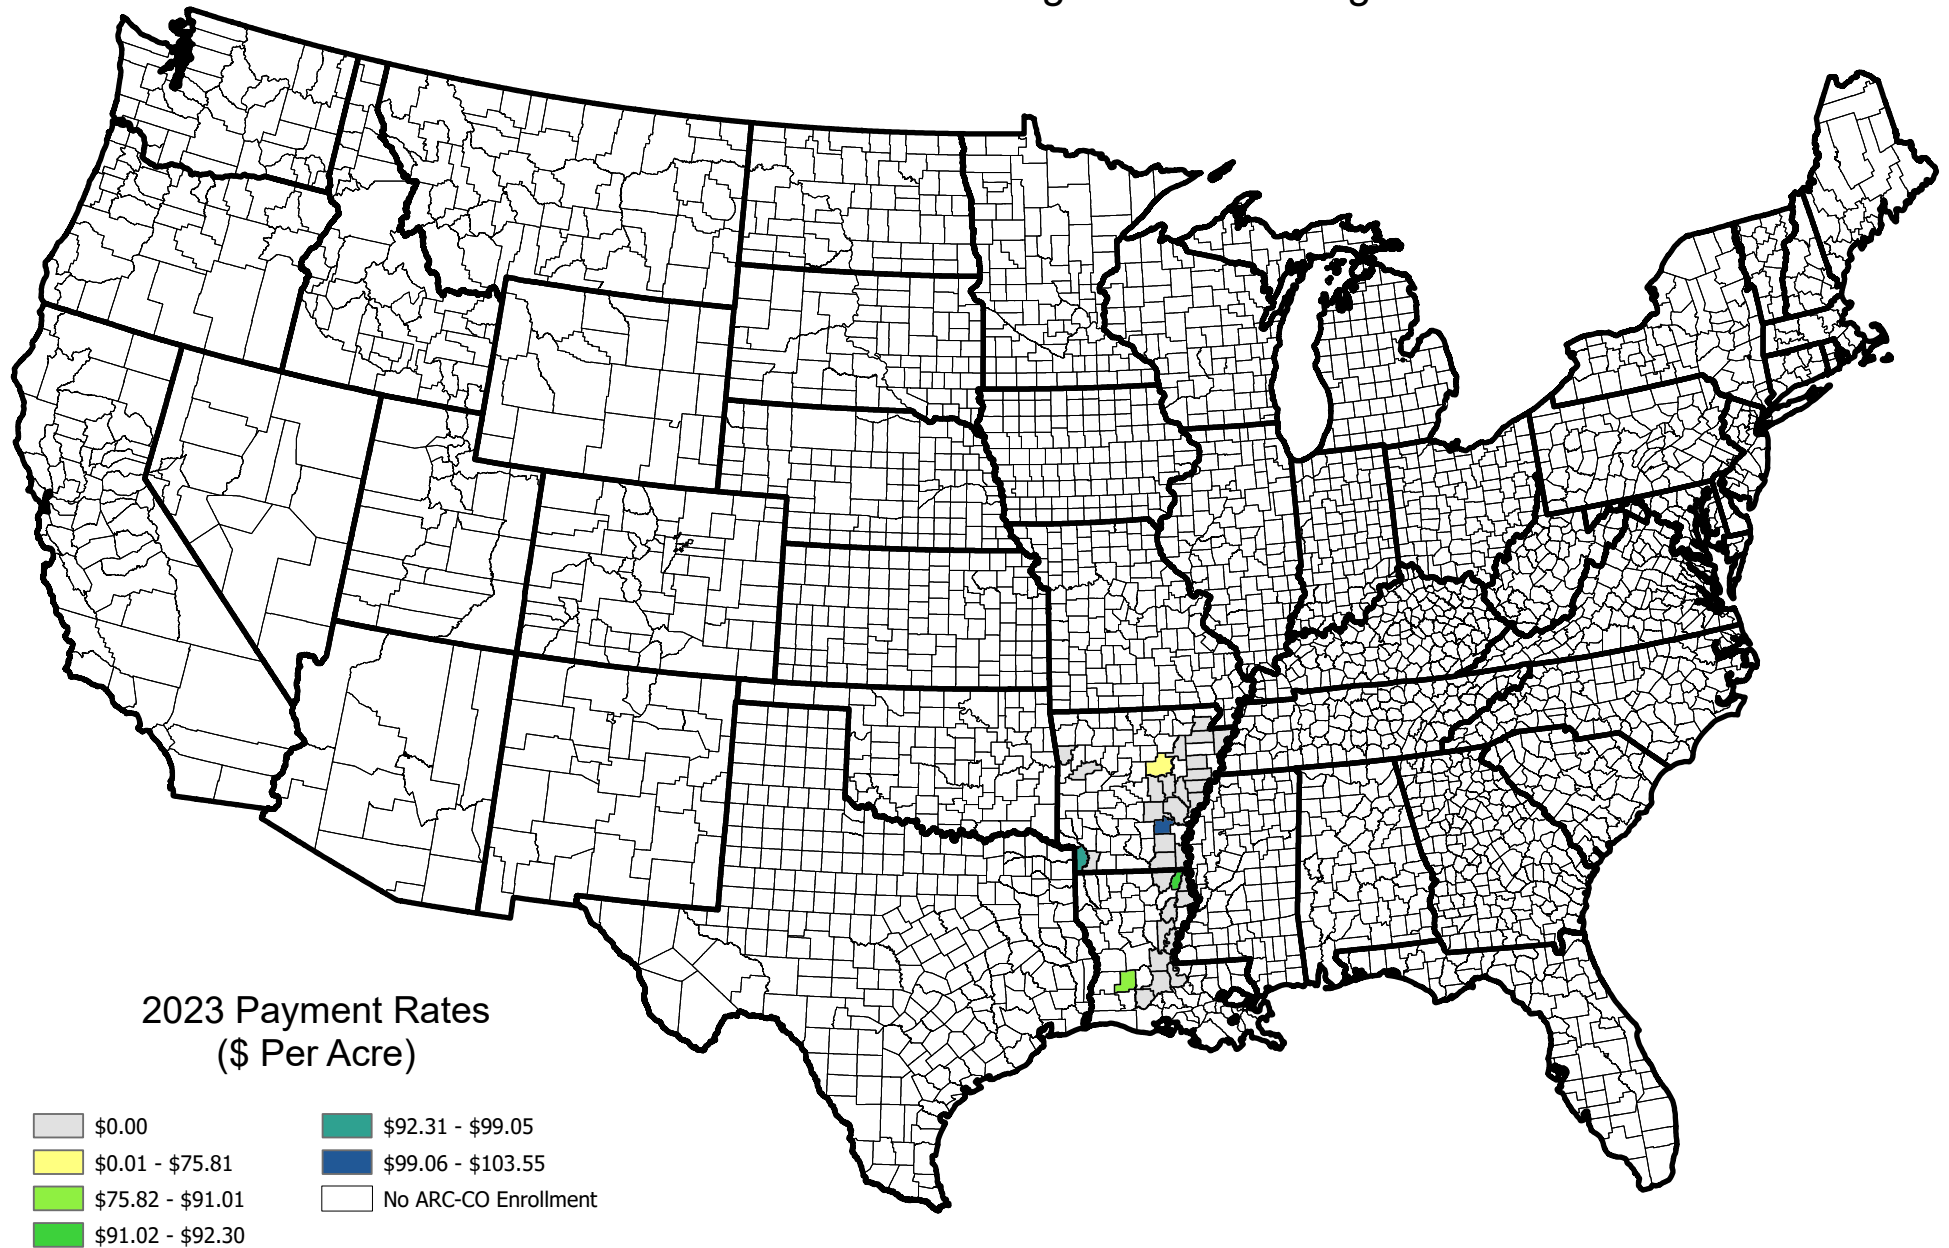 2023 Payment Rates
($ Per Acre)
$0.00
$0.01 - $75.81
$75.82 - $91.01
$91.02 - $92.30
$92.31 - $99.05
$99.06 - $103.55
No ARC-CO Enrollment